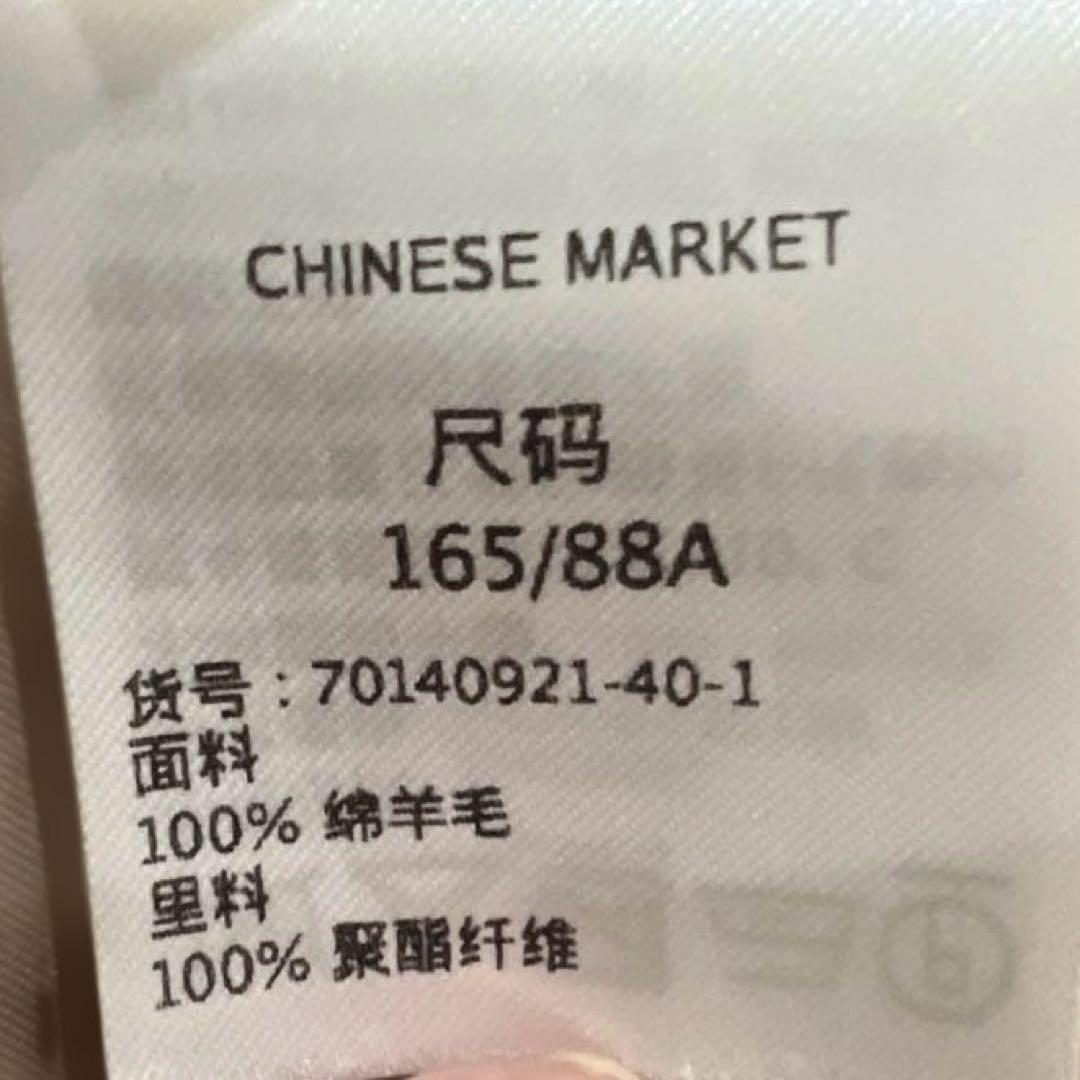 CHINESE MARKET
尺码
165/88A
货号：70140921-40-1
面料
100% 绵羊毛
里料
100% 聚酯纤维